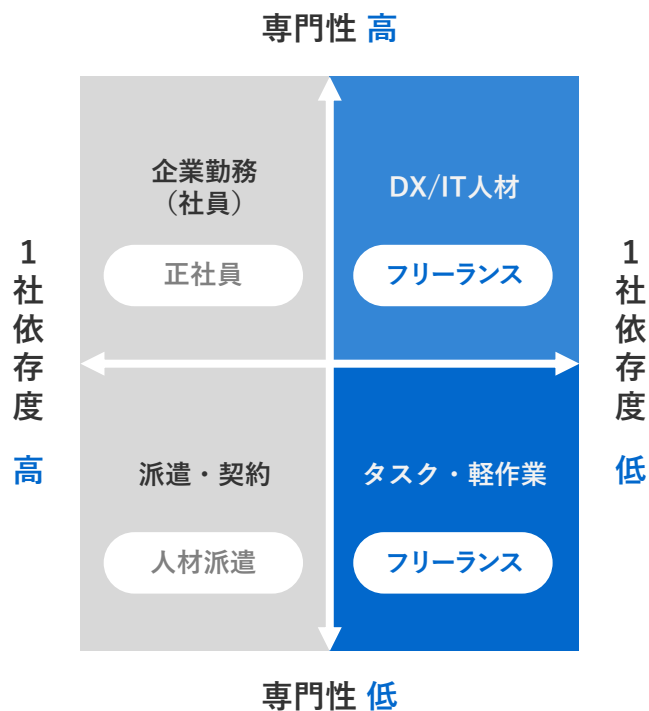 専門性 高
企業勤務
（社員）
正社員
DX/IT人材
フリーランス
1社依存度 高
1社依存度 低
派遣・契約
人材派遣
タスク・軽作業
フリーランス
専門性 低